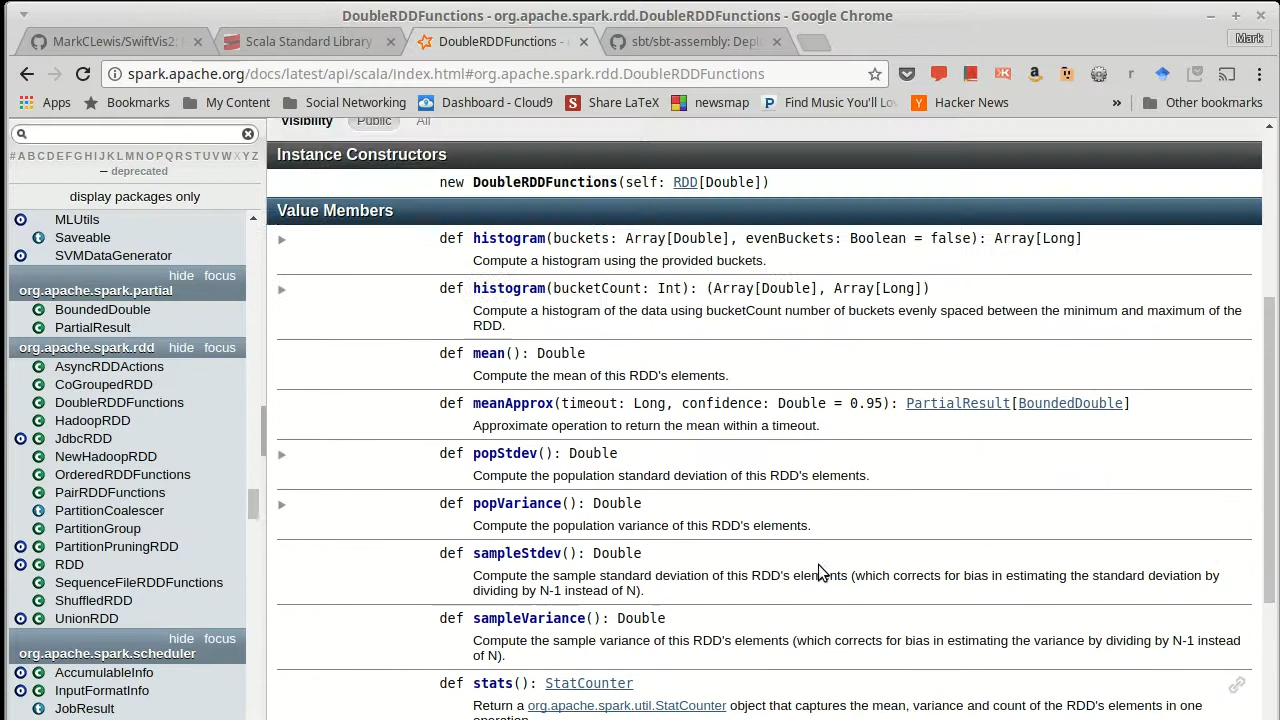 DoubleRDDFunctions - org.apache.spark.rdd.DoubleRDDFunctions - Google Chrome
MarkCLewis/SwiftVis2:
Scala Standard Library
DoubleRDDFunctions -
sbt/sbt-assembly: Depl
Mark
spark.apache.org/docs/latest/api/scala/index.html#org.apache.spark.rdd.DoubleRDDFunctions
Apps
Bookmarks
My Content
Social Networking
Dashboard - Cloud9
Share LaTeX
newsmap
Find Music You'll Lo
Hacker News
»
Other bookmarks
#ABCDEFGHIJKLMNOPQRSTUVWXYZ
– deprecated
display packages only
MLUtils
Saveable
SVMDataGenerator
hide focus
org.apache.spark.partial
BoundedDouble
PartialResult
org.apache.spark.rdd hide focus
AsyncRDDActions
CoGroupedRDD
DoubleRDDFunctions
HadoopRDD
JdbcRDD
NewHadoopRDD
OrderedRDDFunctions
PairRDDFunctions
PartitionCoalescer
PartitionGroup
PartitionPruningRDD
RDD
SequenceFileRDDFunctions
ShuffledRDD
UnionRDD
hide focus
org.apache.spark.scheduler
AccumulableInfo
InputFormatInfo
JobResult
Visibility Public All
Instance Constructors
new DoubleRDDFunctions(self: RDD[Double])
Value Members
def histogram(buckets: Array[Double], evenBuckets: Boolean = false): Array[Long]
Compute a histogram using the provided buckets.
def histogram(bucketCount: Int): (Array[Double], Array[Long])
Compute a histogram of the data using bucketCount number of buckets evenly spaced between the minimum and maximum of the
RDD.
def mean(): Double
Compute the mean of this RDD's elements.
def meanApprox(timeout: Long, confidence: Double = 0.95): PartialResult[BoundedDouble]
Approximate operation to return the mean within a timeout.
def popStdev(): Double
Compute the population standard deviation of this RDD's elements.
def popVariance(): Double
Compute the population variance of this RDD's elements.
def sampleStdev(): Double
Compute the sample standard deviation of this RDD's elements (which corrects for bias in estimating the standard deviation by
dividing by N-1 instead of N).
def sampleVariance(): Double
Compute the sample variance of this RDD's elements (which corrects for bias in estimating the variance by dividing by N-1 instead
of N).
def stats(): StatCounter
Return a org.apache.spark.util.StatCounter object that captures the mean, variance and count of the RDD's elements in one
operation.